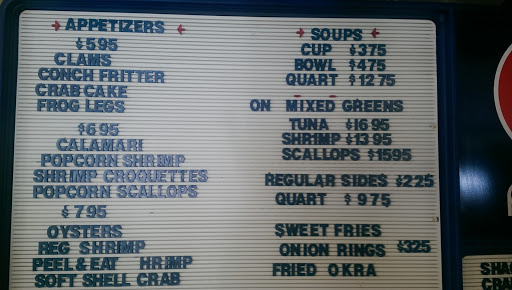 APPETIZERS
$5.95
CLAMS
CONCH FRITTER
CRAB CAKE
FROG LEGS
$6.95
CALAMARI
POPCORN SHRIMP
SHRIMP CROQUETTES
POPCORN SCALLOPS
$7.95
OYSTERS
REG SHRIMP
PEEL & EAT HRIMP
SOFT SHELL CRAB
SOUPS
CUP $3.75
BOWL $4.75
QUART $12.75
ON MIXED GREENS
TUNA $16.95
SHRIMP $13.95
SCALLOPS $15.95
REGULAR SIDES $2.25
QUART $9.75
SWEET FRIES
ONION RINGS $3.25
FRIED OKRA